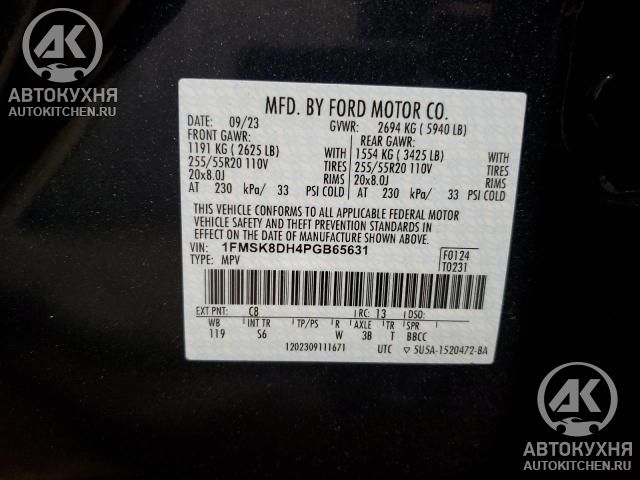 АК
АВТОКУХНЯ
AUTOKITCHEN.RU
MFD. BY FORD MOTOR CO.
DATE: 09/23 GVWR: 2694 KG (5940 LB)
FRONT GAWR: REAR GAWR:
1191 KG (2625 LB) WITH 1554 KG (3425 LB) WITH
255/55R20 110V TIRES 255/55R20 110V TIRES
20x8.0J RIMS 20x8.0J RIMS
AT 230 kPa/ 33 PSI COLD AT 230 kPa/ 33 PSI COLD
THIS VEHICLE CONFORMS TO ALL APPLICABLE FEDERAL MOTOR
VEHICLE SAFETY AND THEFT PREVENTION STANDARDS IN EFFECT ON
THE DATE OF MANUFACTURE SHOWN ABOVE.
VIN: 1FMSK8DH4PGB65631 F0124
TYPE: MPV T0231
EXT PNT: C8 RC: 13 DSO:
WB INT TR TP/PS R AXLE TR SPR
119 S6 W 3B T BBCC
1202309111671 UTC ▽ 5U5A-1520472-BA
АК
АВТОКУХНЯ
AUTOKITCHEN.RU